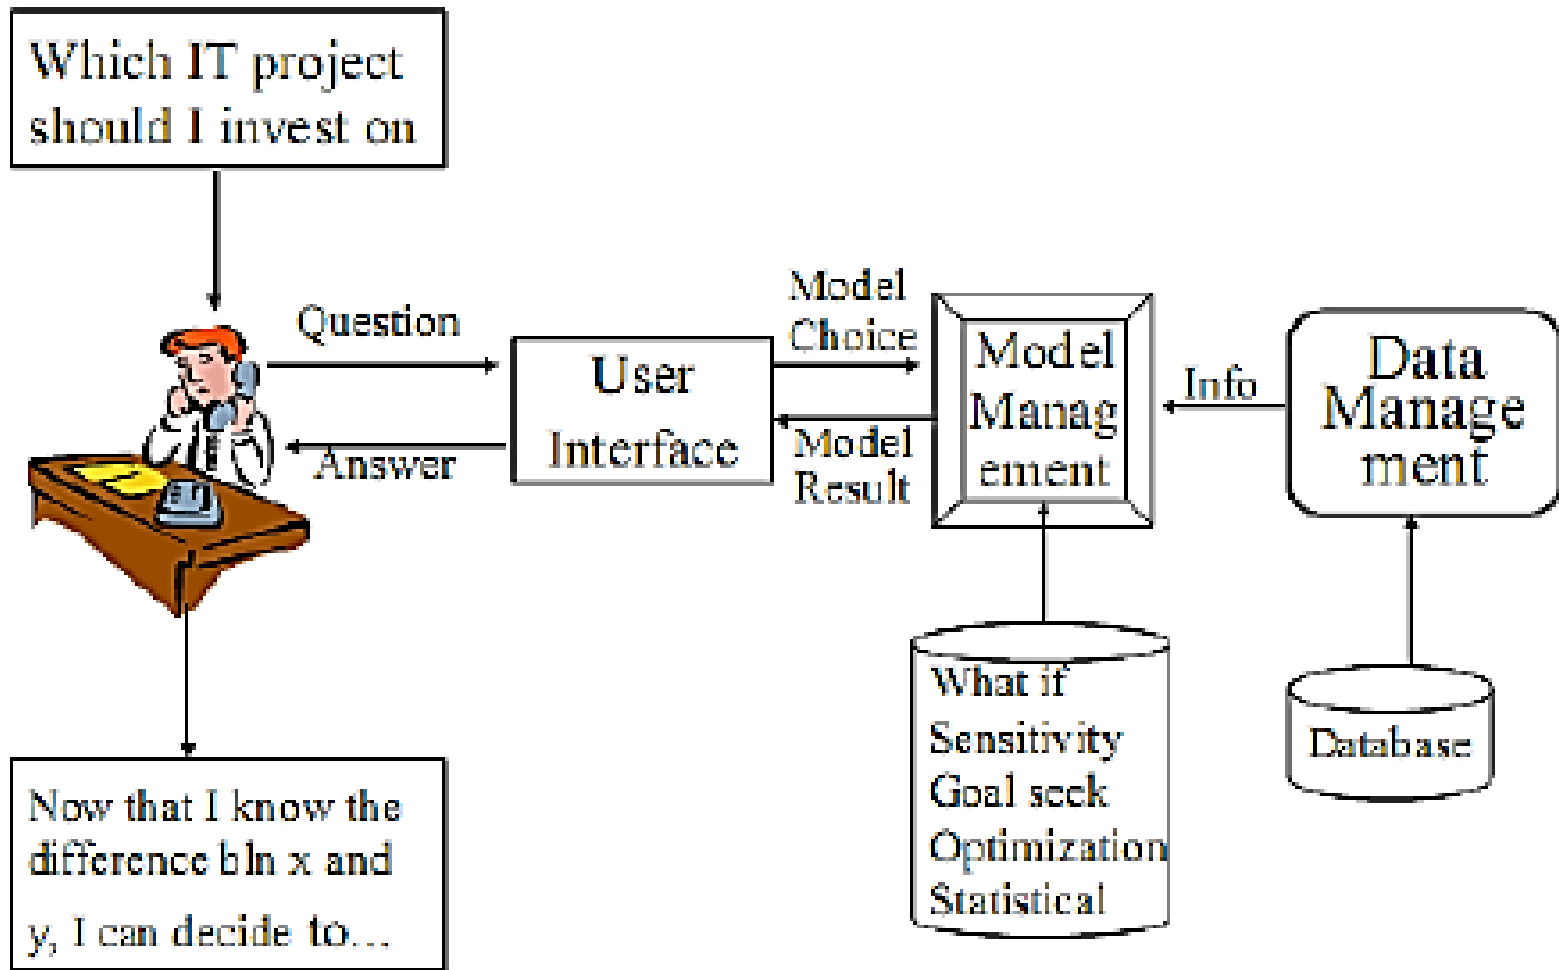 Which IT project
should I invest on
Question
Answer
User
Interface
Model
Choice
Model
Result
Model
Manag
ement
Info
Data
Manage
ment
What if
Sensitivity
Goal seek
Optimization
Statistical
Database
Now that I know the
difference bln x and
y, I can decide to...